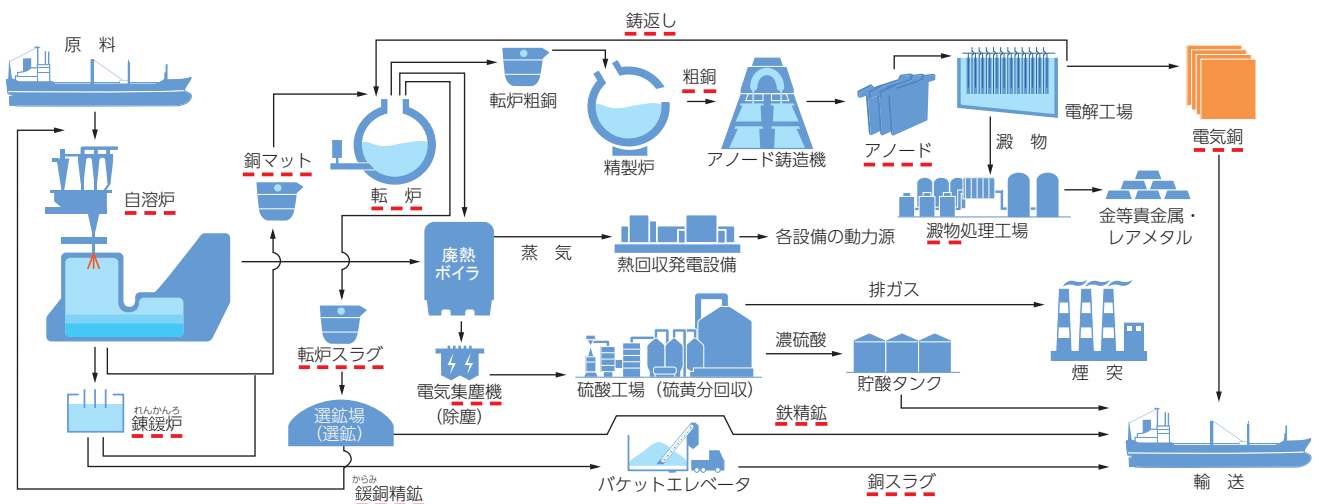 鋳返し
原　料
転炉粗銅
粗銅
精製炉
アノード鋳造機
アノード
電解工場
電気銅
澱　物
銅マット
転　炉
自溶炉
澱物処理工場
金等貴金属・
レアメタル
廃熱
ボイラ
蒸　気
熱回収発電設備
各設備の動力源
排ガス
転炉スラグ
電気集塵機
(除塵)
硫酸工場（硫黄分回収）
濃硫酸
貯酸タンク
煙　突
れんかんろ
錬鍰炉
選鉱場
(選鉱)
鉄精鉱
からみ
鍰銅精鉱
バケットエレベータ
銅スラグ
輸　送